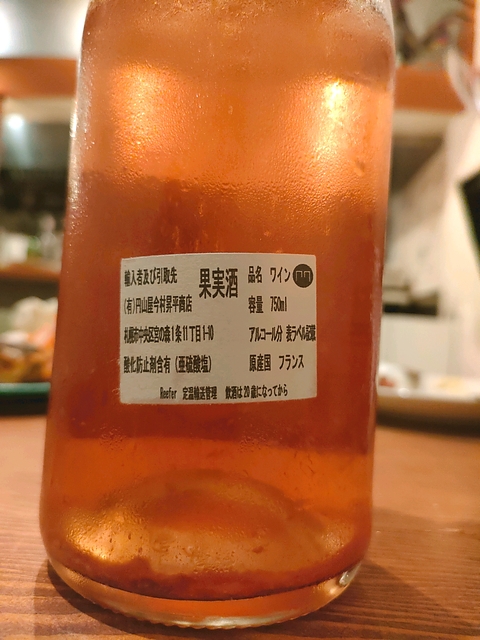 輸入者及び引取先 果実酒 品名 ワイン
(有)円山屋今村昇平商店 容量 750ml
札幌市中央区宮の森1条11丁目1-10 アルコール分 表ラベル記載
酸化防止剤含有(亜硫酸塩) 原産国 フランス
Reefer 定温輸送管理 飲酒は20歳になってから